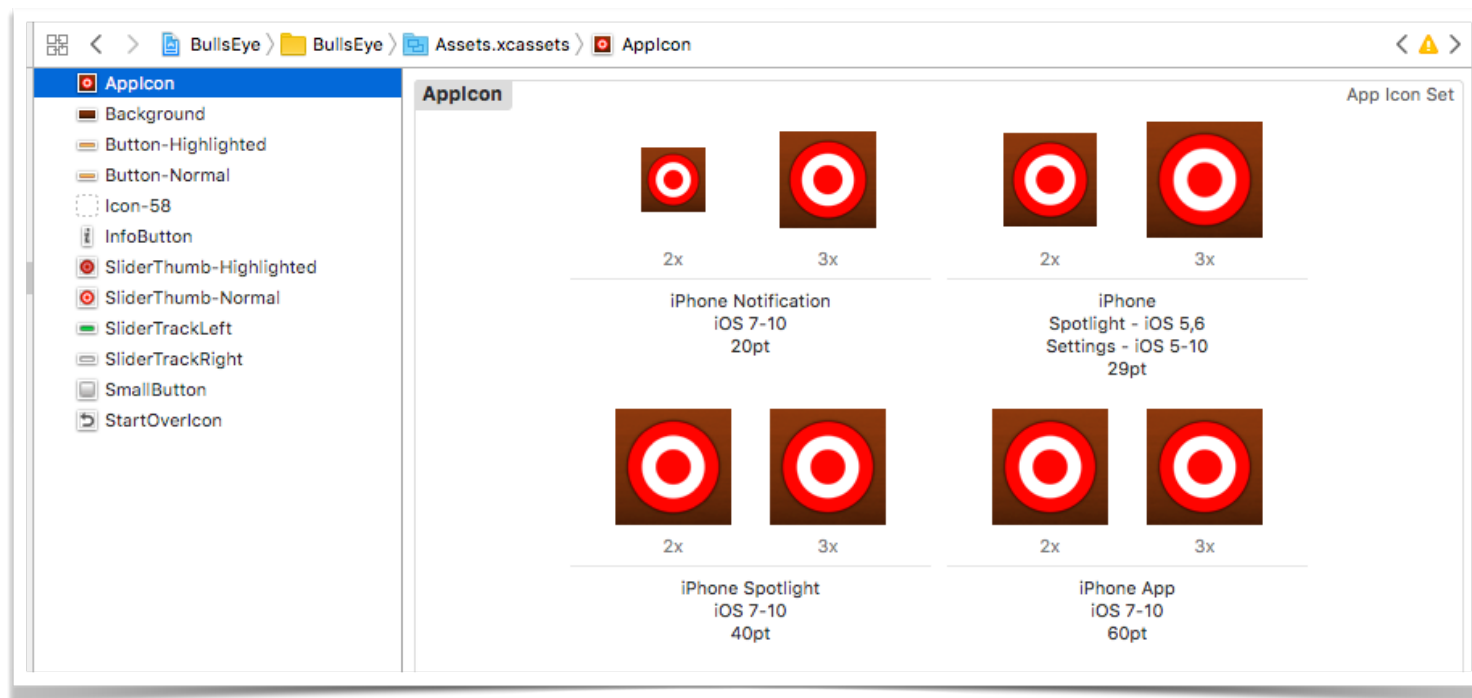 BullsEye BullsEye Assets.xcassets AppIcon
AppIcon
Background
Button-Highlighted
Button-Normal
Icon-58
InfoButton
SliderThumb-Highlighted
SliderThumb-Normal
SliderTrackLeft
SliderTrackRight
SmallButton
StartOverIcon
AppIcon App Icon Set
2x 3x 2x 3x
iPhone Notification
iOS 7-10
20pt
iPhone
Spotlight - iOS 5,6
Settings - iOS 5-10
29pt
2x 3x 2x 3x
iPhone Spotlight
iOS 7-10
40pt
iPhone App
iOS 7-10
60pt